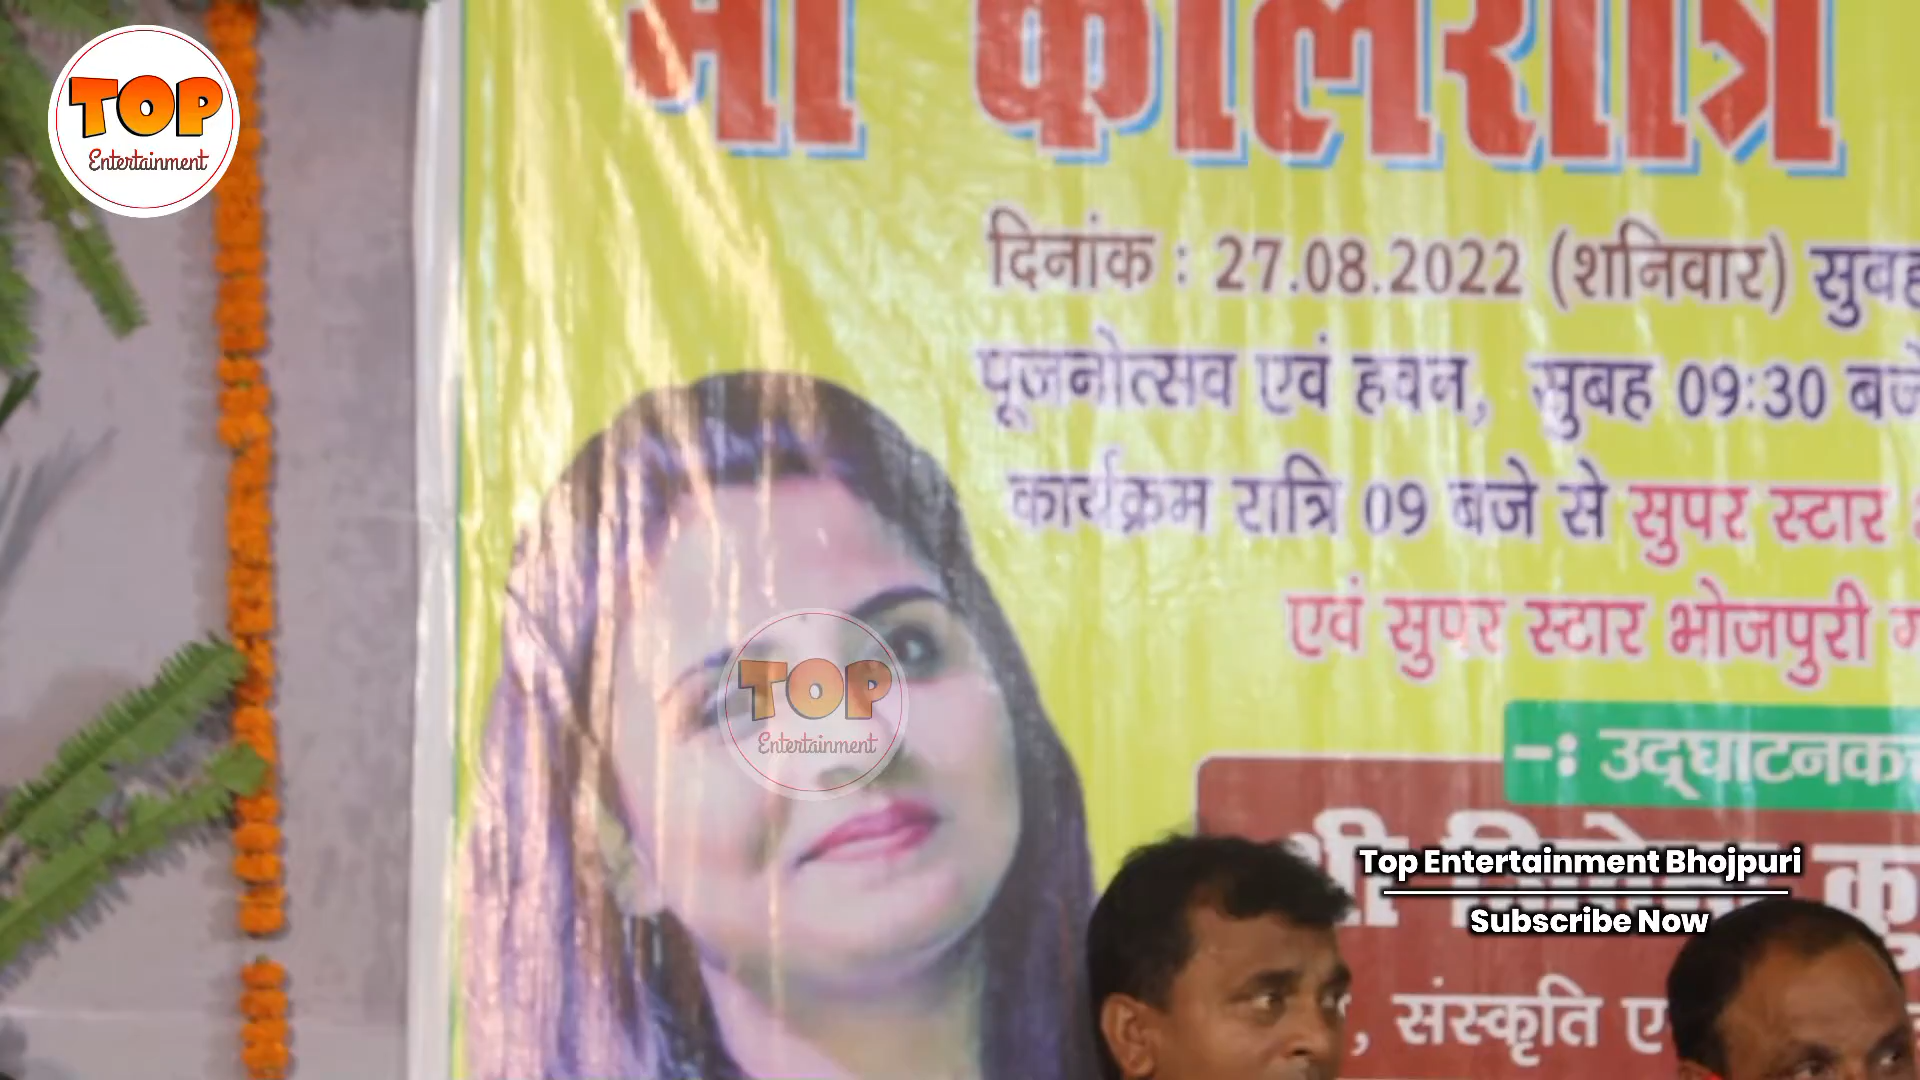 TOP
Entertainment
माँ कालरात्रि
दिनांक : 27.08.2022 (शनिवार) सुबह
पूजनोत्सव एवं हवन, सुबह 09:30 बजे
कार्यक्रम रात्रि 09 बजे से सुपर स्टार
एवं सुपर स्टार भोजपुरी
TOP
Entertainment
-: उद्घाटनक
श्री
Top Entertainment Bhojpuri
Subscribe Now
, संस्कृति ए